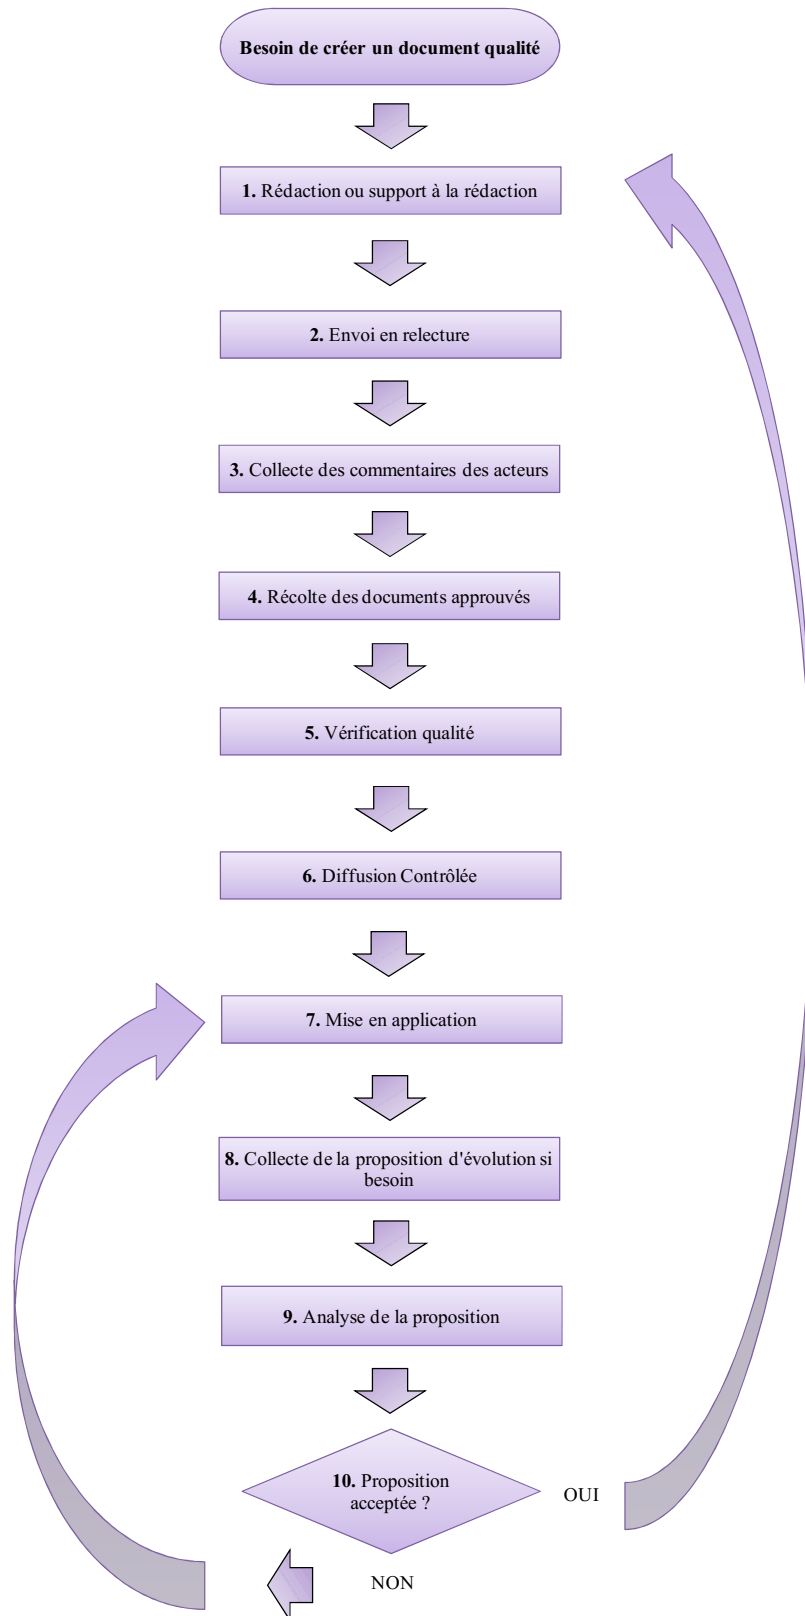 Besoin de créer un document qualité
1. Rédaction ou support à la rédaction
2. Envoi en relecture
3. Collecte des commentaires des acteurs
4. Récolte des documents approuvés
5. Vérification qualité
6. Diffusion Contrôlée
7. Mise en application
8. Collecte de la proposition d'évolution si
besoin
9. Analyse de la proposition
10. Proposition
acceptée ?
OUI
NON